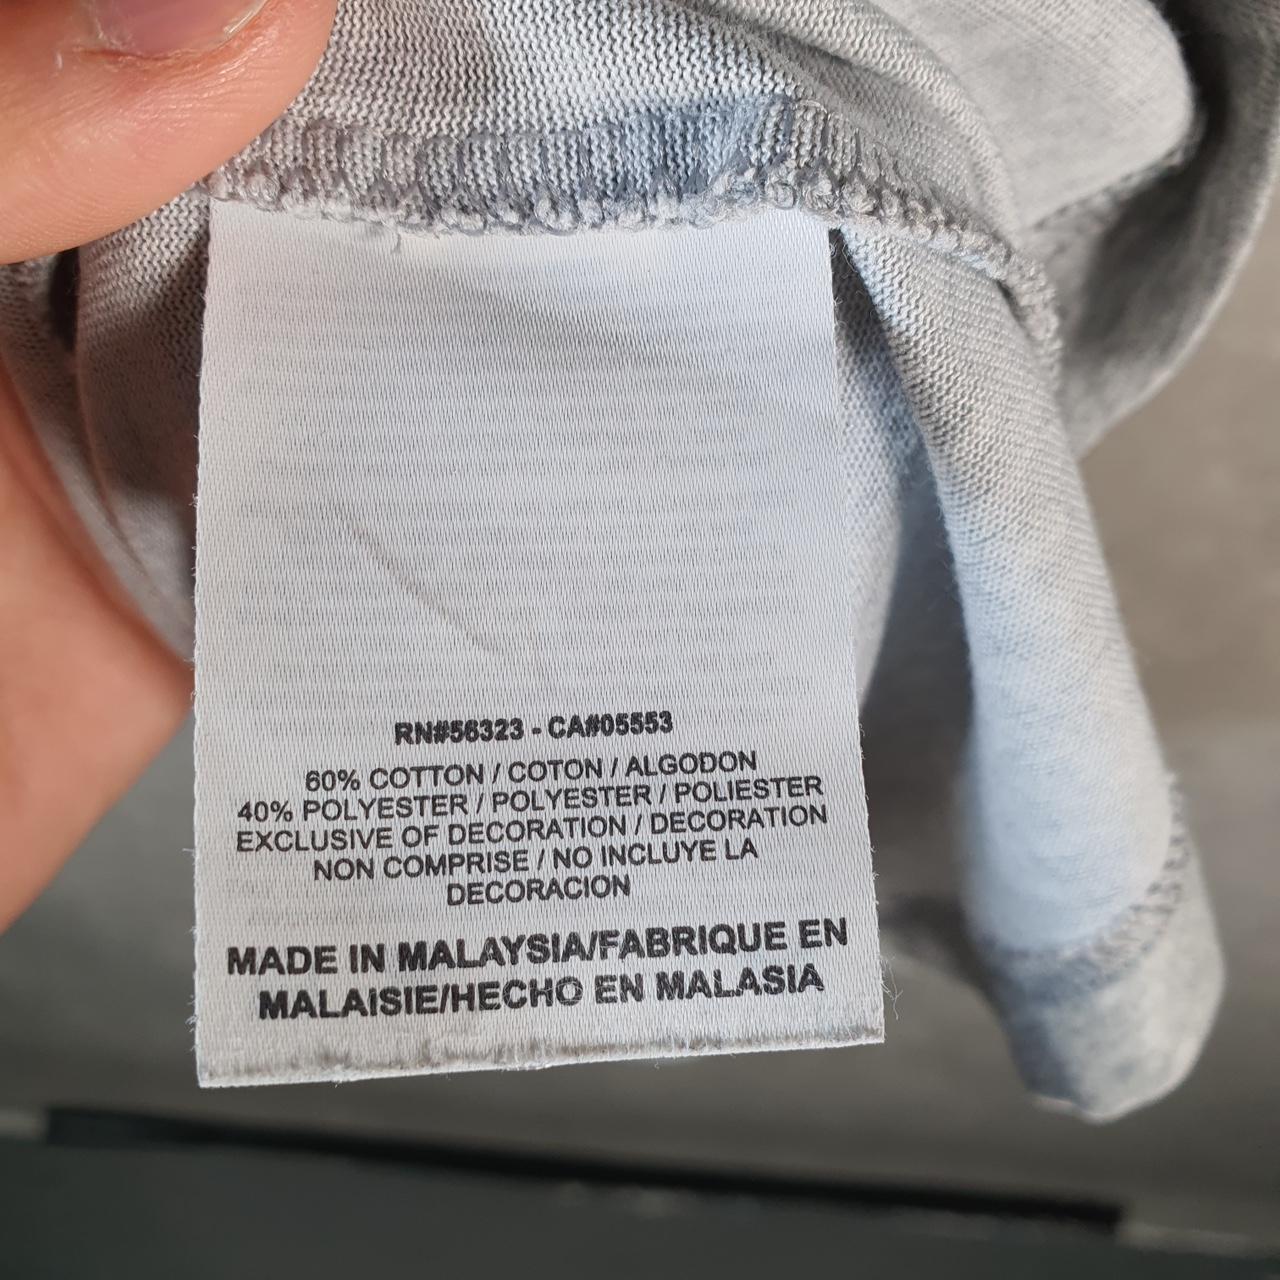 RN#56323 - CA#05553
60% COTTON / COTON / ALGODON
40% POLYESTER / POLYESTER / POLIESTER
EXCLUSIVE OF DECORATION / DECORATION
NON COMPRISE / NO INCLUYE LA
DECORACION
MADE IN MALAYSIA/FABRIQUE EN
MALAISIE/HECHO EN MALASIA